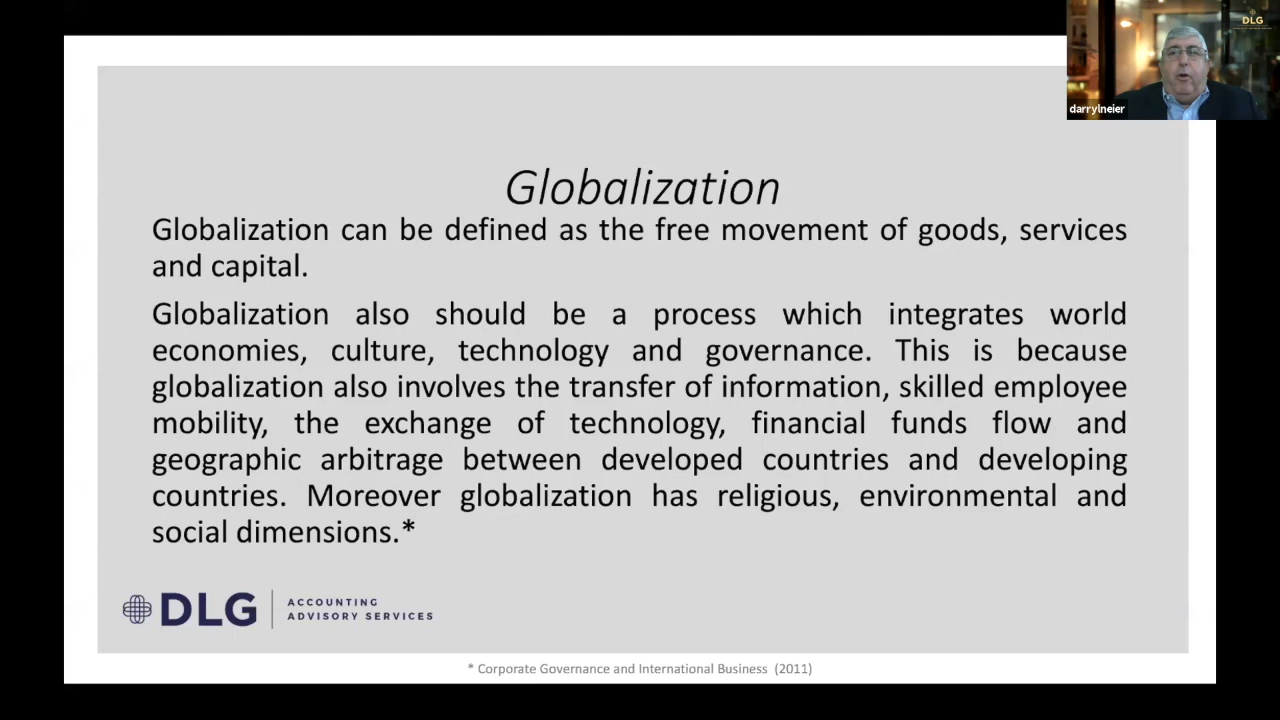 DLG
darrylneier
Globalization
Globalization can be defined as the free movement of goods, services
and capital.
Globalization also should be a process which integrates world
economies, culture, technology and governance. This is because
globalization also involves the transfer of information, skilled employee
mobility, the exchange of technology, financial funds flow and
geographic arbitrage between developed countries and developing
countries. Moreover globalization has religious, environmental and
social dimensions.*
DLG
ACCOUNTING
ADVISORY SERVICES
* Corporate Governance and International Business (2011)